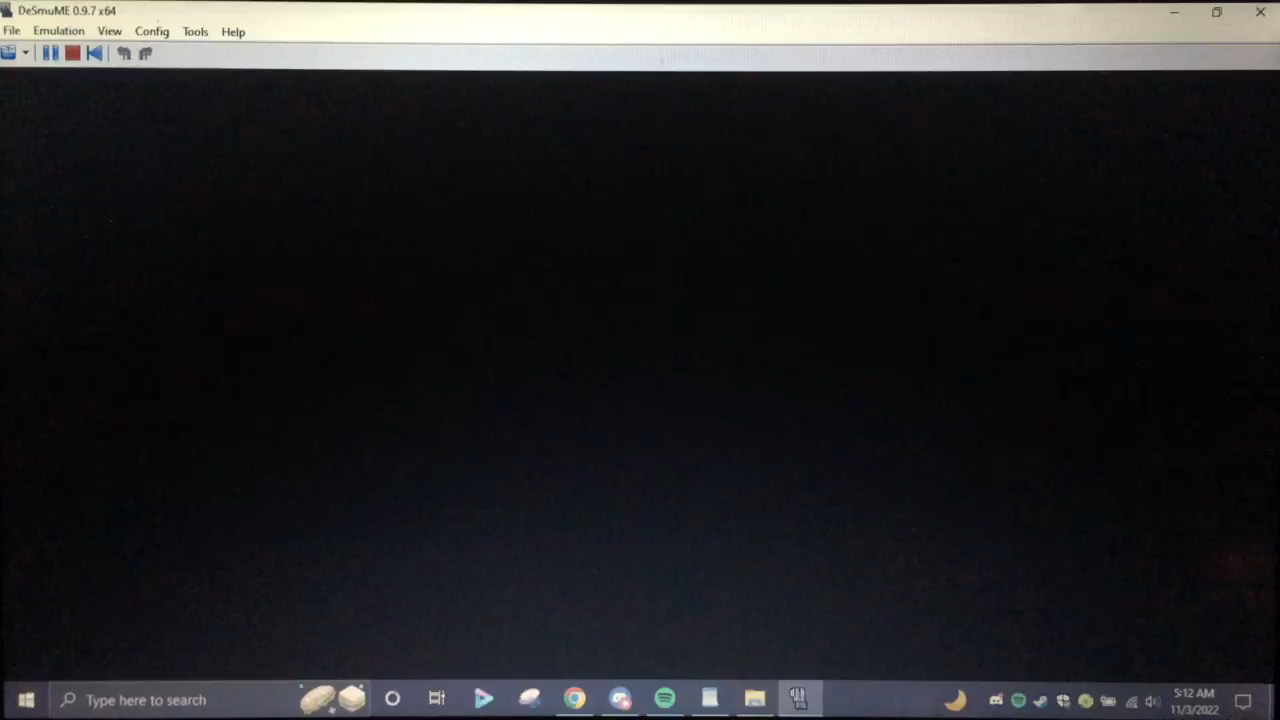 DeSmuME 0.9.7 x64
File Emulation View Config Tools Help
Type here to search
5:12 AM
11/3/2022